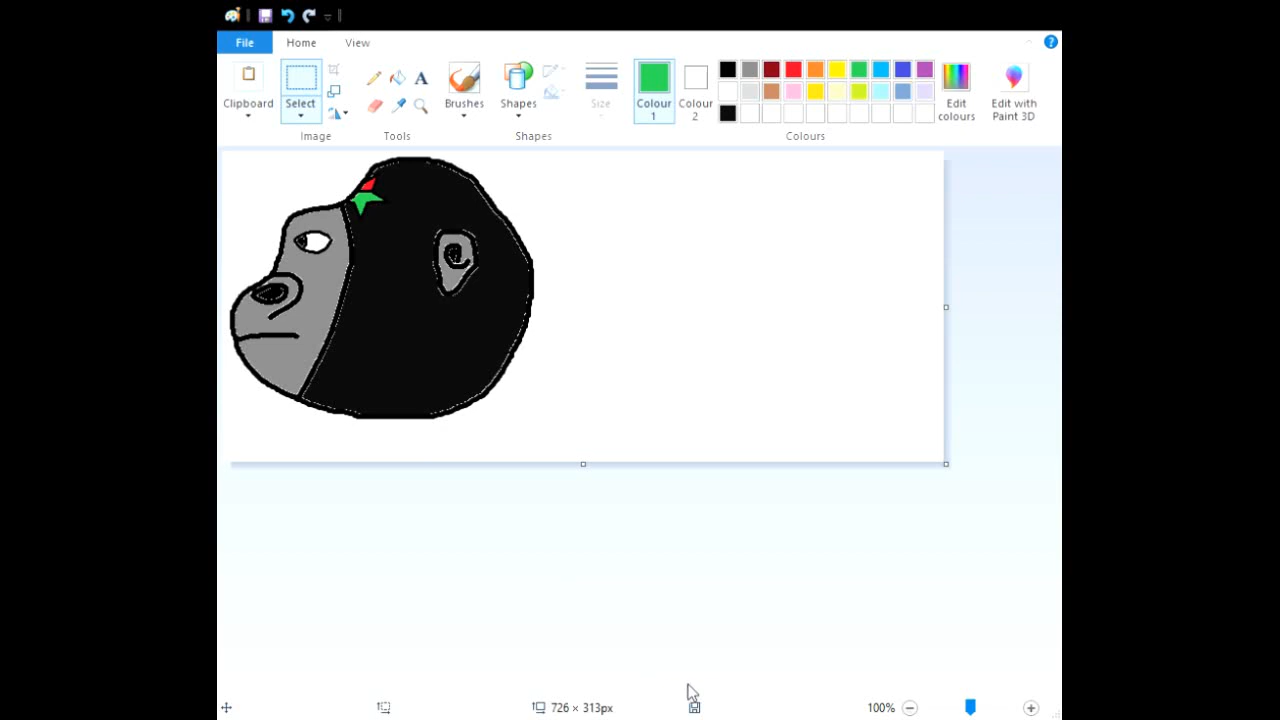 File Home View
Clipboard Select Brushes Shapes Size Colour 1 Colour 2 Edit colours Edit with Paint 3D
Image Tools Shapes Colours
726 × 313px 100%